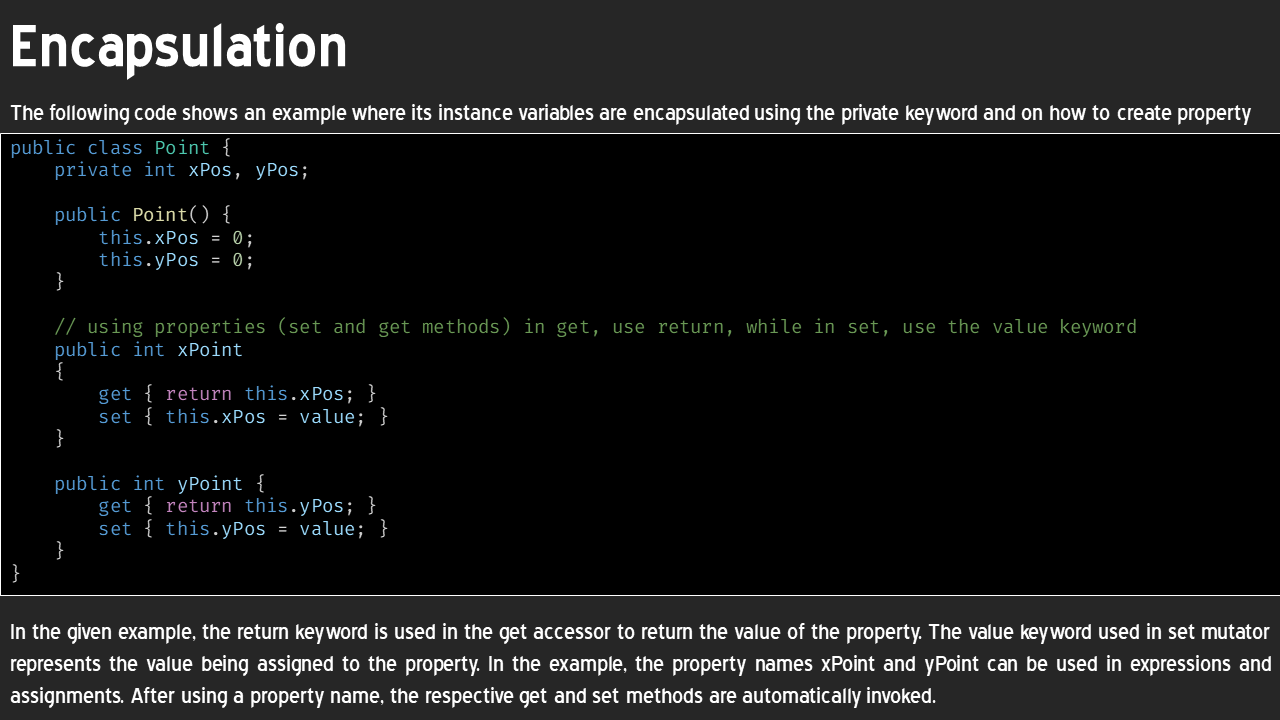 Encapsulation
The following code shows an example where its instance variables are encapsulated using the private keyword and on how to create property
public class Point {
    private int xPos, yPos;

    public Point() {
        this.xPos = 0;
        this.yPos = 0;
    }

    // using properties (set and get methods) in get, use return, while in set, use the value keyword
    public int xPoint
    {
        get { return this.xPos; }
        set { this.xPos = value; }
    }

    public int yPoint {
        get { return this.yPos; }
        set { this.yPos = value; }
    }
}
In the given example, the return keyword is used in the get accessor to return the value of the property. The value keyword used in set mutator
represents the value being assigned to the property. In the example, the property names xPoint and yPoint can be used in expressions and
assignments. After using a property name, the respective get and set methods are automatically invoked.